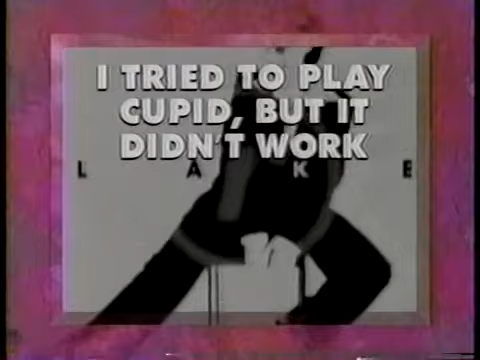 I TRIED TO PLAY
CUPID, BUT IT
DIDN'T WORK
L A K E